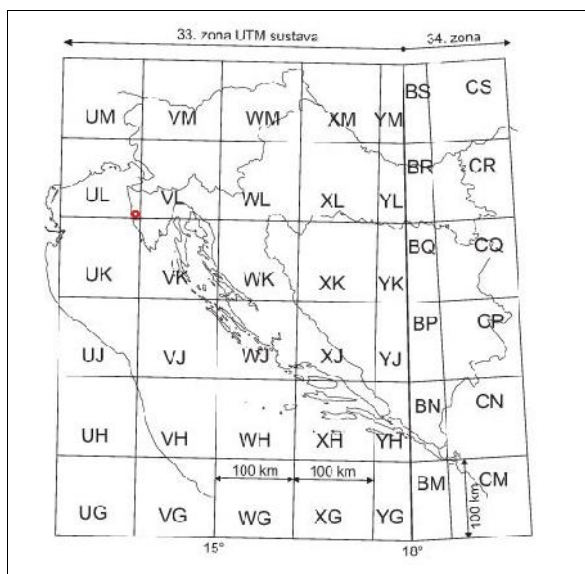 33. zona UTM sustava 34. zona
UM VM WM XM YM BS CS
UL VL WL XL YL BR CR
UK VK WK XK YK BQ CQ
UJ VJ WJ XJ YJ BP CP
UH VH WH XH YH BN CN
100 km 100 km
UG VG WG XG YG BM CM
100 km
15° 18°